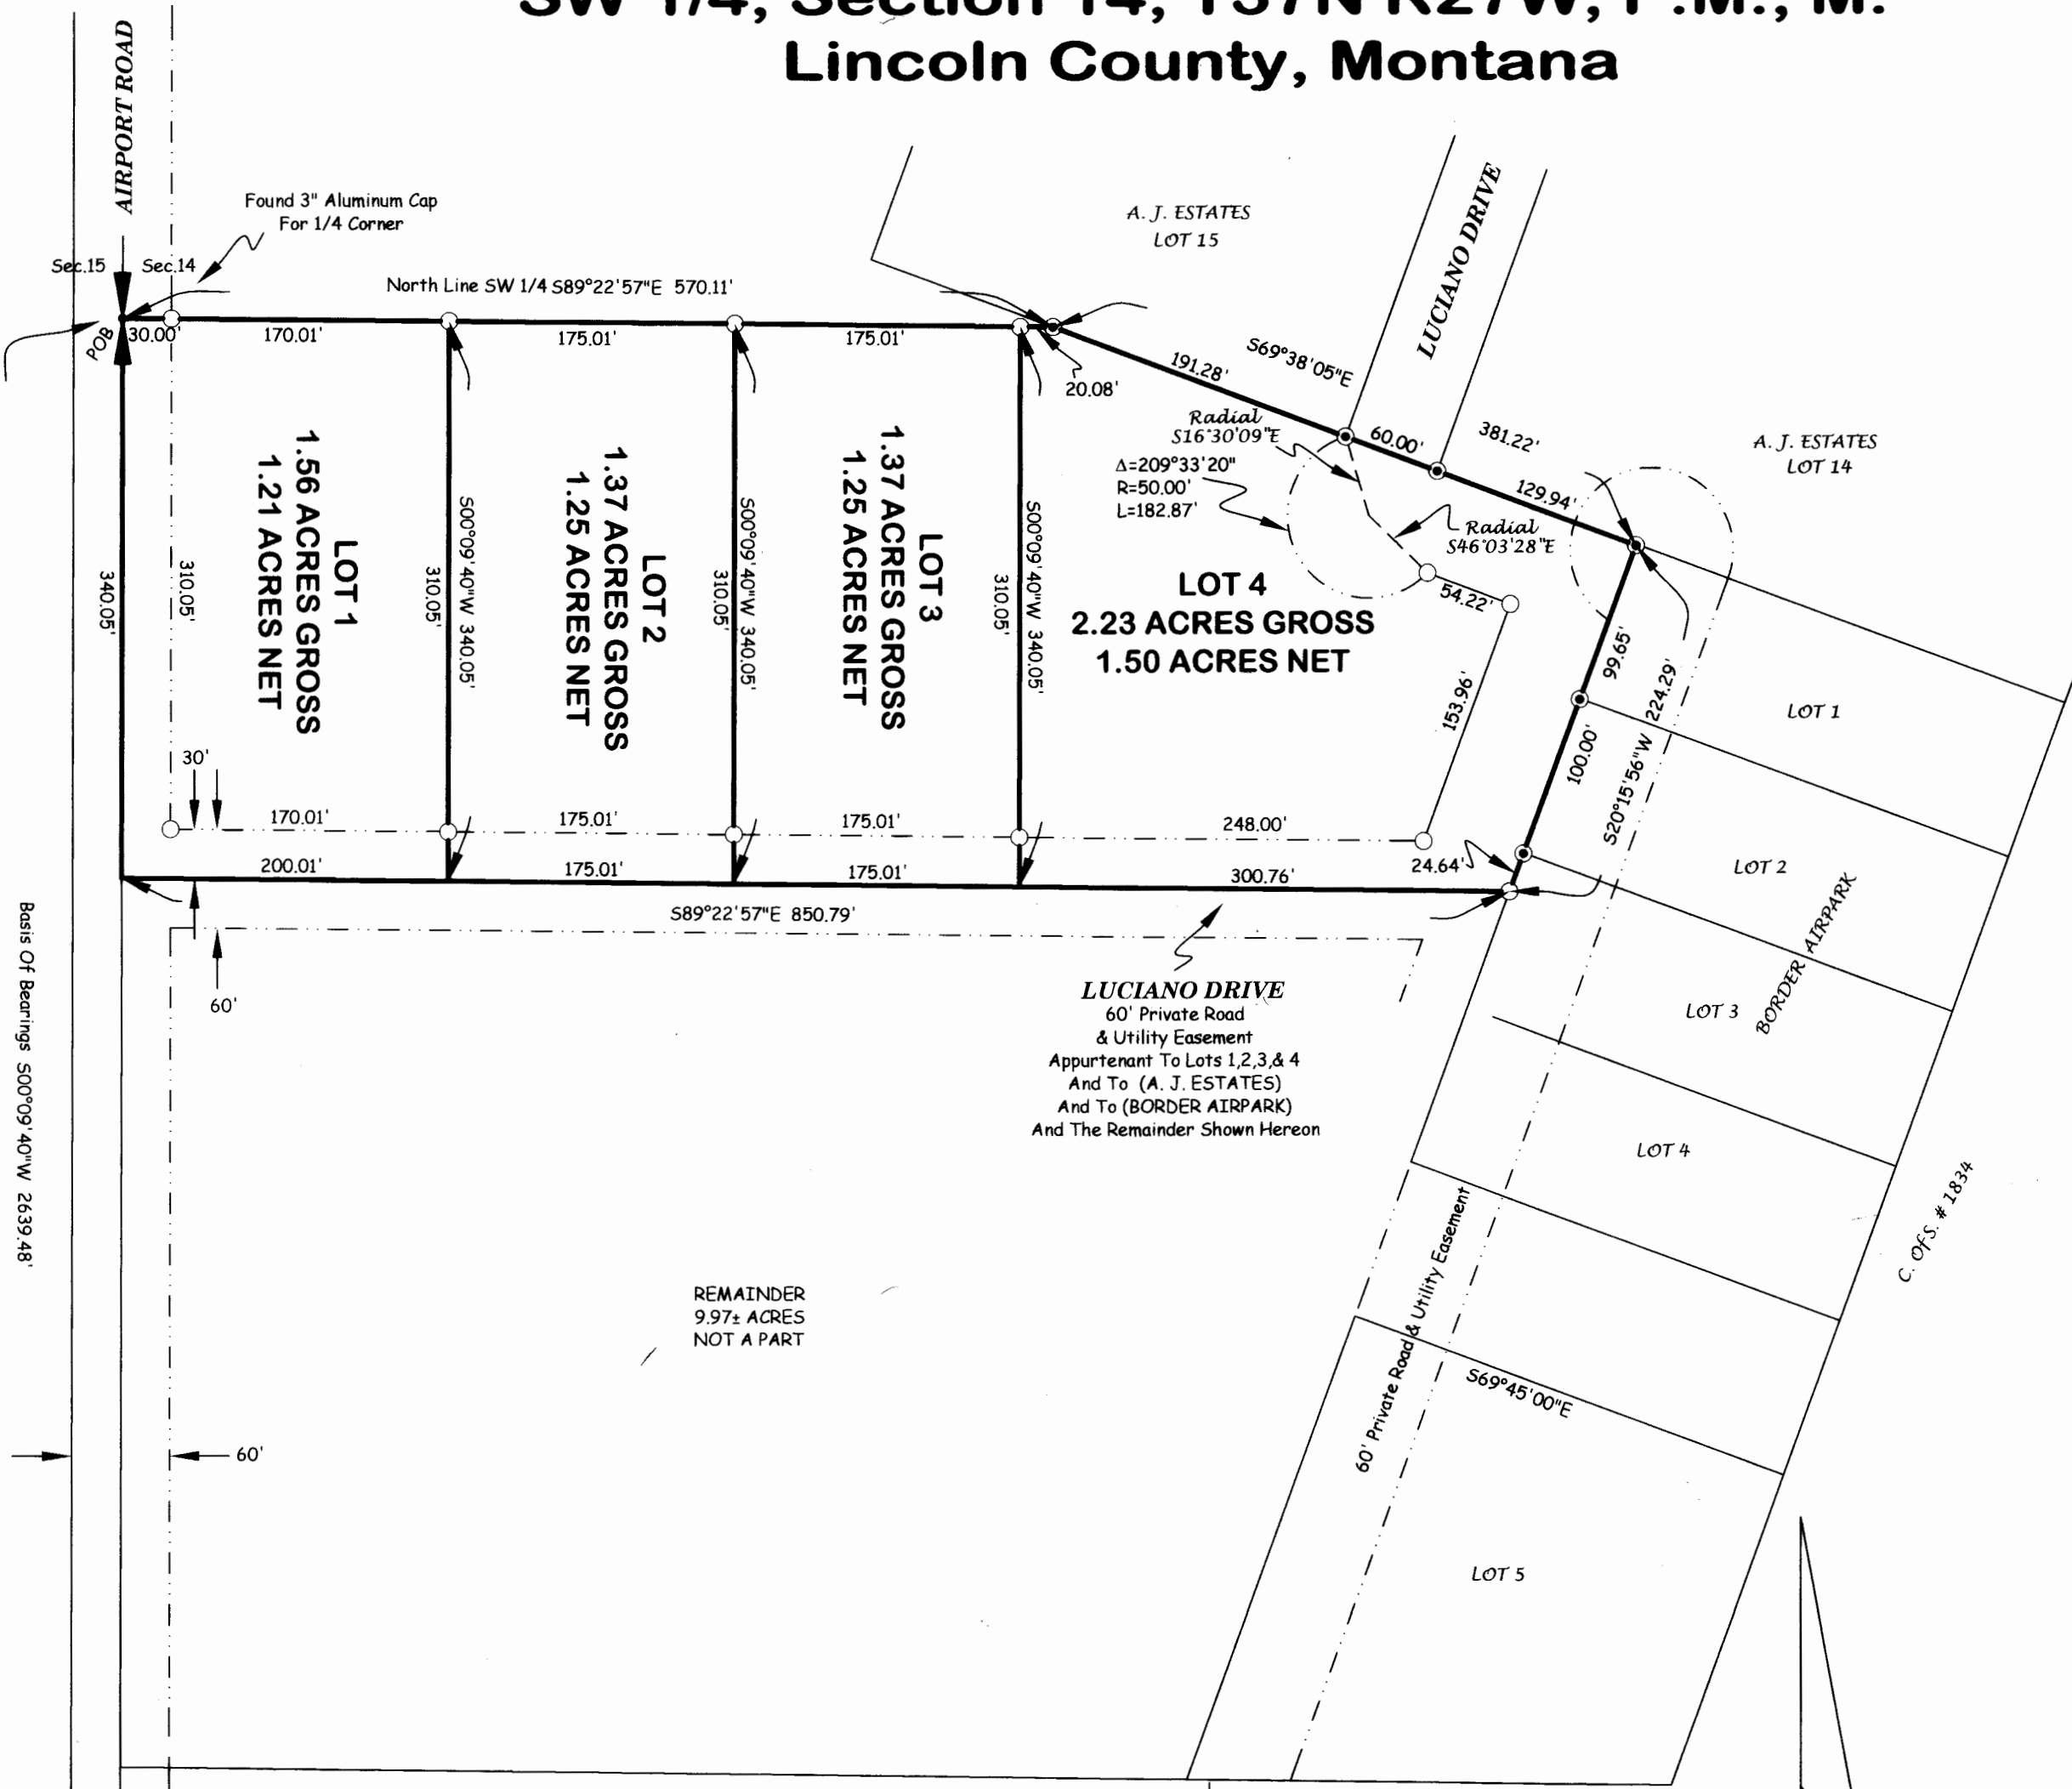 SW 1/4, Section 14, T37N R27W, P.M., M.
Lincoln County, Montana
AIRPORT ROAD
Found 3" Aluminum Cap
For 1/4 Corner
Sec.15
Sec.14
North Line SW 1/4 S89°22'57"E 570.11'
POB
30.00'
170.01'
175.01'
175.01'
20.08'
A. J. ESTATES
LOT 15
LUCIANO DRIVE
191.28'
S69°38'05"E
60.00'
381.22'
129.94'
A. J. ESTATES
LOT 14
Radial
S16°30'09"E
Δ=209°33'20"
R=50.00'
L=182.87'
Radial
S46°03'28"E
54.22'
153.96'
340.05'
310.05'
LOT 1
1.56 ACRES GROSS
1.21 ACRES NET
310.05'
S00°09'40"W 340.05'
LOT 2
1.37 ACRES GROSS
1.25 ACRES NET
310.05'
S00°09'40"W 340.05'
LOT 3
1.37 ACRES GROSS
1.25 ACRES NET
310.05'
S00°09'40"W 340.05'
LOT 4
2.23 ACRES GROSS
1.50 ACRES NET
99.65'
100.00'
S20°15'56"W 224.29'
24.64'
30'
170.01'
175.01'
175.01'
248.00'
200.01'
175.01'
175.01'
300.76'
S89°22'57"E 850.79'
60'
LUCIANO DRIVE
60' Private Road
& Utility Easement
Appurtenant To Lots 1,2,3,& 4
And To (A. J. ESTATES)
And To (BORDER AIRPARK)
And The Remainder Shown Hereon
LOT 1
LOT 2
LOT 3
BORDER AIRPARK
LOT 4
C. Of S. # 1834
60' Private Road & Utility Easement
S69°45'00"E
LOT 5
Basis Of Bearings S00°09'40"W 2639.48'
REMAINDER
9.97± ACRES
NOT A PART
60'